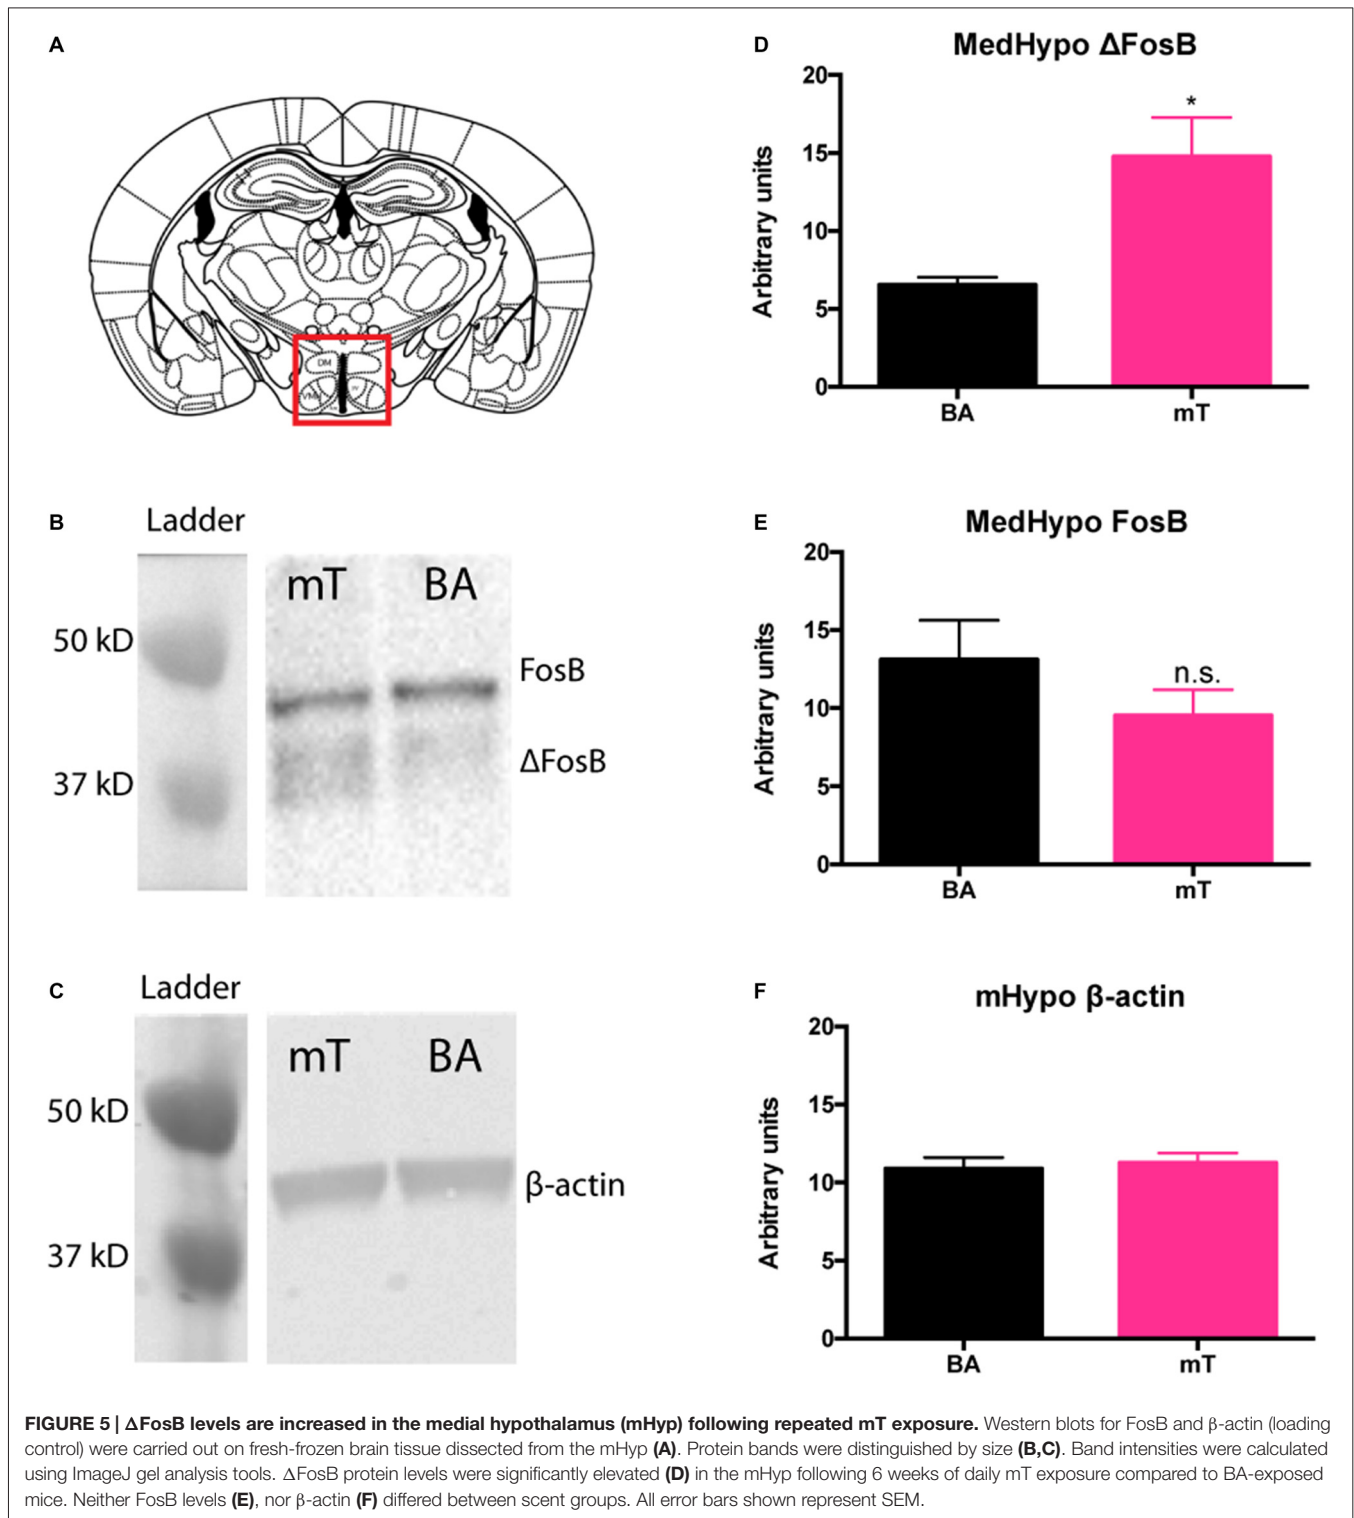 A
DM
VMH
B
Ladder
50 kD
37 kD
mT
BA
FosB
ΔFosB
C
Ladder
50 kD
37 kD
mT
BA
β-actin
D
MedHypo ΔFosB
Arbitrary units
20
15
10
5
0
*
BA
mT
E
MedHypo FosB
Arbitrary units
20
15
10
5
0
n.s.
BA
mT
F
mHypo β-actin
Arbitrary units
20
15
10
5
0
BA
mT
FIGURE 5 | ΔFosB levels are increased in the medial hypothalamus (mHyp) following repeated mT exposure. Western blots for FosB and β-actin (loading
control) were carried out on fresh-frozen brain tissue dissected from the mHyp (A). Protein bands were distinguished by size (B,C). Band intensities were calculated
using ImageJ gel analysis tools. ΔFosB protein levels were significantly elevated (D) in the mHyp following 6 weeks of daily mT exposure compared to BA-exposed
mice. Neither FosB levels (E), nor β-actin (F) differed between scent groups. All error bars shown represent SEM.